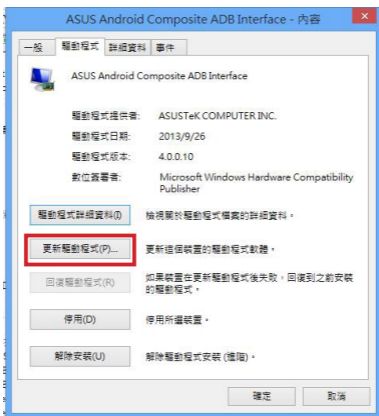 ASUS Android Composite ADB Interface - 內容
一般 驅動程式 詳細資料 事件
ASUS Android Composite ADB Interface
驅動程式提供者: ASUSTeK COMPUTER INC.
驅動程式日期: 2013/9/26
驅動程式版本: 4.0.0.10
數位簽署者: Microsoft Windows Hardware Compatibility
Publisher
驅動程式詳細資料(I) 檢視關於驅動程式檔案的詳細資料。
更新驅動程式(P)... 更新這個裝置的驅動程式軟體。
回復驅動程式(R) 如果裝置在更新驅動程式後失敗，回復到之前安裝
的驅動程式。
停用(D) 停用所選裝置。
解除安裝(U) 解除驅動程式安裝 (進階)。
確定 取消